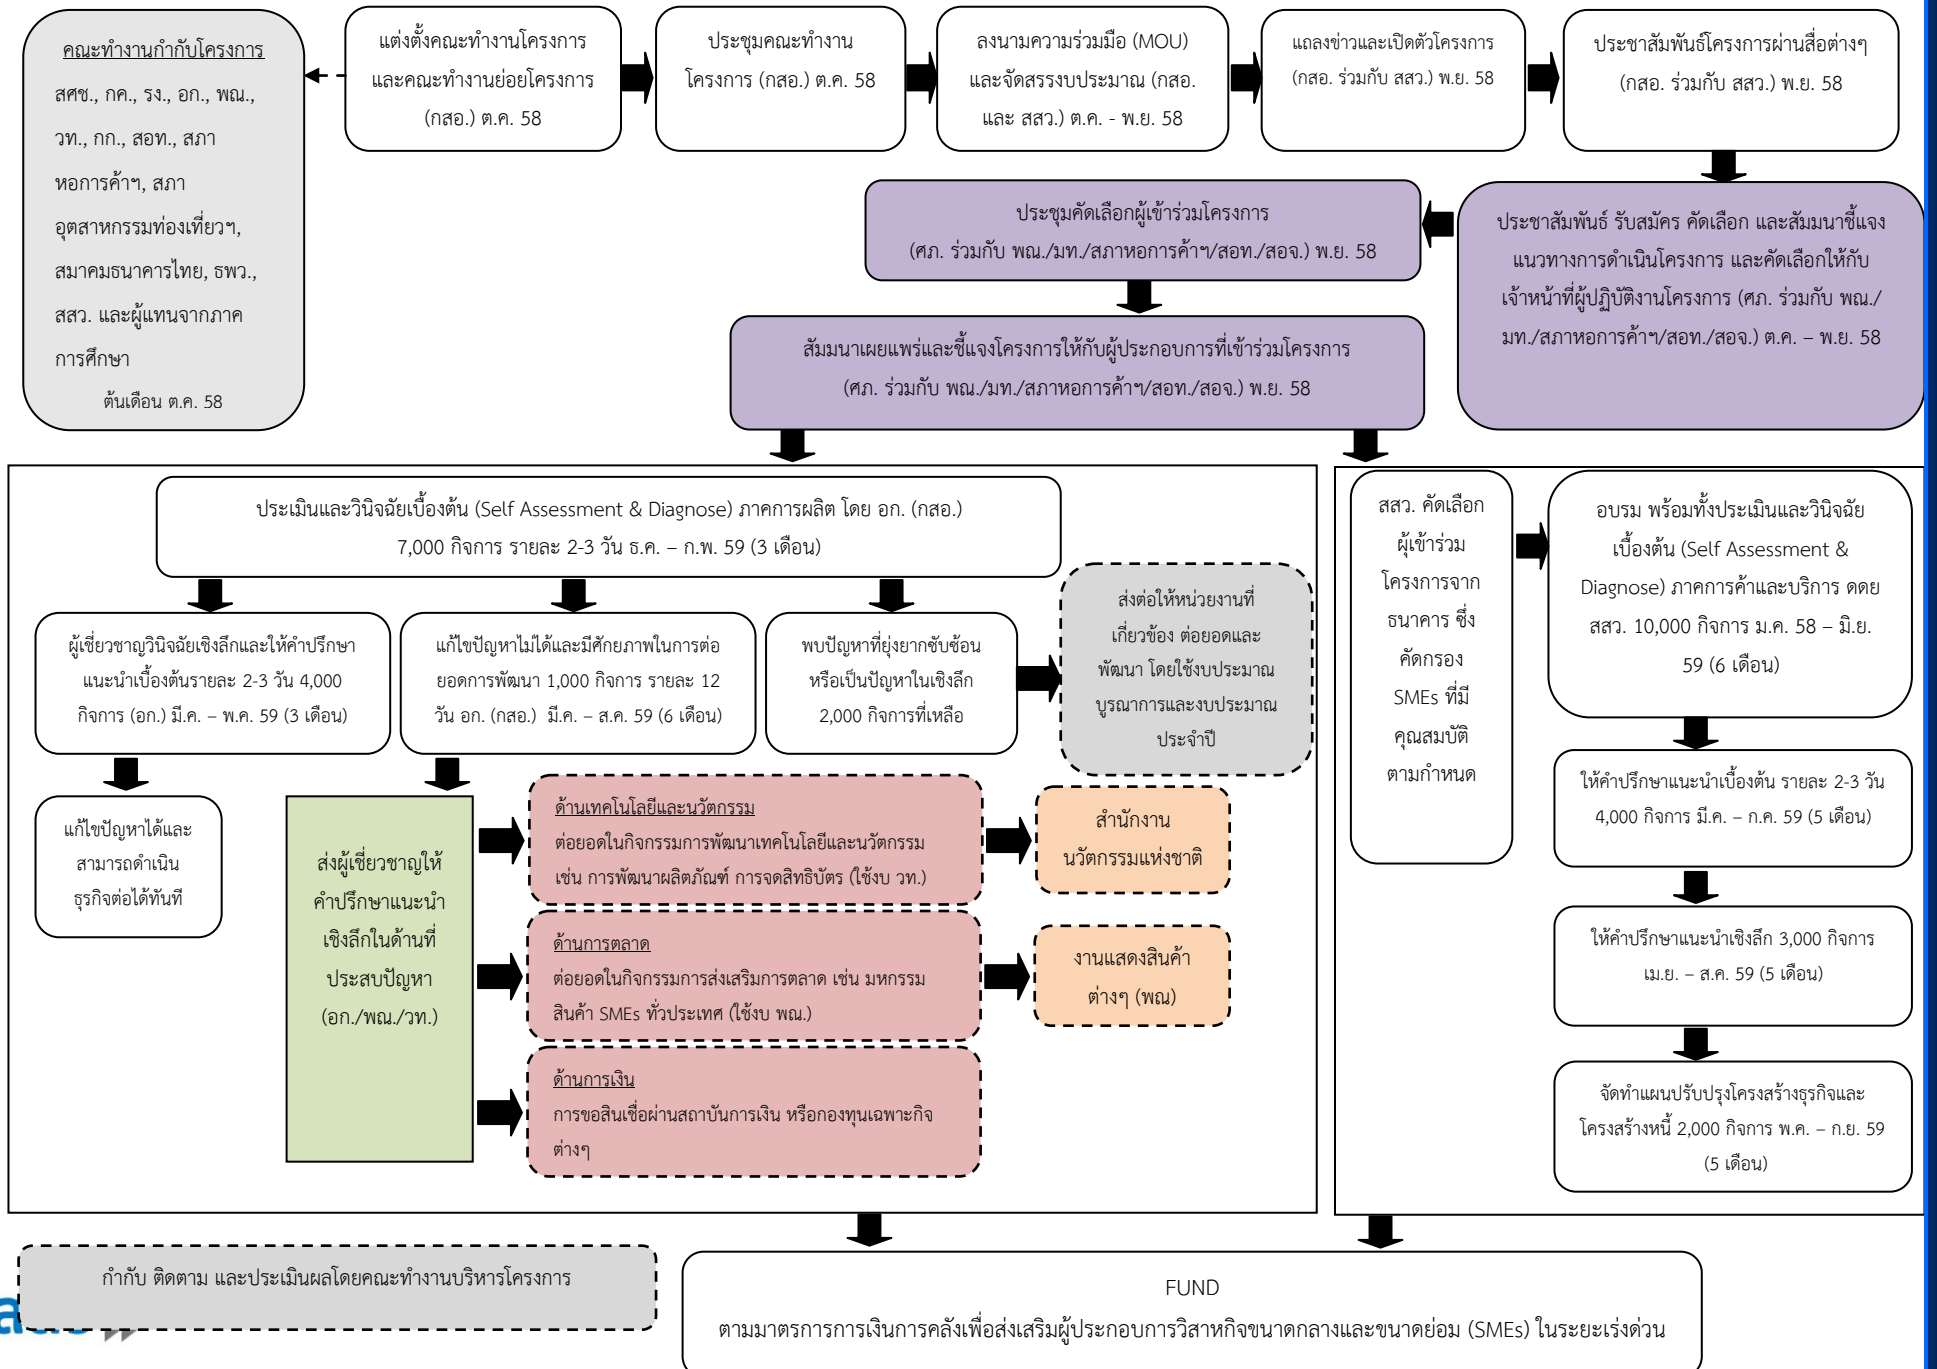 คณะทำงานกำกับโครงการ
สศช., กค., รง., อก., พณ.,
วท., กก., สอท., สภา
หอการค้าฯ, สภา
อุตสาหกรรมท่องเที่ยวฯ,
สมาคมธนาคารไทย, ธพว.,
สสว. และผู้แทนจากภาค
การศึกษา
ต้นเดือน ต.ค. 58
แต่งตั้งคณะทำงานโครงการ
และคณะทำงานย่อยโครงการ
(กสอ.) ต.ค. 58
ประชุมคณะทำงาน
โครงการ (กสอ.) ต.ค. 58
ลงนามความร่วมมือ (MOU)
และจัดสรรงบประมาณ (กสอ.
และ สสว.) ต.ค. - พ.ย. 58
แถลงข่าวและเปิดตัวโครงการ
(กสอ. ร่วมกับ สสว.) พ.ย. 58
ประชาสัมพันธ์โครงการผ่านสื่อต่างๆ
(กสอ. ร่วมกับ สสว.) พ.ย. 58
ประชาสัมพันธ์ รับสมัคร คัดเลือก และสัมมนาชี้แจง
แนวทางการดำเนินโครงการ และคัดเลือกให้กับ
เจ้าหน้าที่ผู้ปฏิบัติงานโครงการ (ศภ. ร่วมกับ พณ./
มท./สภาหอการค้าฯ/สอท./สอจ.) ต.ค. – พ.ย. 58
ประชุมคัดเลือกผู้เข้าร่วมโครงการ
(ศภ. ร่วมกับ พณ./มท./สภาหอการค้าฯ/สอท./สอจ.) พ.ย. 58
สัมมนาเผยแพร่และชี้แจงโครงการให้กับผู้ประกอบการที่เข้าร่วมโครงการ
(ศภ. ร่วมกับ พณ./มท./สภาหอการค้าฯ/สอท./สอจ.) พ.ย. 58
ประเมินและวินิจฉัยเบื้องต้น (Self Assessment & Diagnose) ภาคการผลิต โดย อก. (กสอ.)
7,000 กิจการ รายละ 2-3 วัน ธ.ค. – ก.พ. 59 (3 เดือน)
ผู้เชี่ยวชาญวินิจฉัยเชิงลึกและให้คำปรึกษา
แนะนำเบื้องต้นรายละ 2-3 วัน 4,000
กิจการ (อก.) มี.ค. – พ.ค. 59 (3 เดือน)
แก้ไขปัญหาไม่ได้และมีศักยภาพในการต่อ
ยอดการพัฒนา 1,000 กิจการ รายละ 12
วัน อก. (กสอ.) มี.ค. – ส.ค. 59 (6 เดือน)
พบปัญหาที่ยุ่งยากซับซ้อน
หรือเป็นปัญหาในเชิงลึก
2,000 กิจการที่เหลือ
ส่งต่อให้หน่วยงานที่
เกี่ยวข้อง ต่อยอดและ
พัฒนา โดยใช้งบประมาณ
บูรณาการและงบประมาณ
ประจำปี
แก้ไขปัญหาได้และ
สามารถดำเนิน
ธุรกิจต่อได้ทันที
ส่งผู้เชี่ยวชาญให้
คำปรึกษาแนะนำ
เชิงลึกในด้านที่
ประสบปัญหา
(อก./พณ./วท.)
ด้านเทคโนโลยีและนวัตกรรม
ต่อยอดในกิจกรรมการพัฒนาเทคโนโลยีและนวัตกรรม
เช่น การพัฒนาผลิตภัณฑ์ การจดสิทธิบัตร (ใช้งบ วท.)
สำนักงาน
นวัตกรรมแห่งชาติ
ด้านการตลาด
ต่อยอดในกิจกรรมการส่งเสริมการตลาด เช่น มหกรรม
สินค้า SMEs ทั่วประเทศ (ใช้งบ พณ.)
งานแสดงสินค้า
ต่างๆ (พณ)
ด้านการเงิน
การขอสินเชื่อผ่านสถาบันการเงิน หรือกองทุนเฉพาะกิจ
ต่างๆ
สสว. คัดเลือก
ผุ้เข้าร่วม
โครงการจาก
ธนาคาร ซึ่ง
คัดกรอง
SMEs ที่มี
คุณสมบัติ
ตามกำหนด
อบรม พร้อมทั้งประเมินและวินิจฉัย
เบื้องต้น (Self Assessment &
Diagnose) ภาคการค้าและบริการ ดดย
สสว. 10,000 กิจการ ม.ค. 58 – มิ.ย.
59 (6 เดือน)
ให้คำปรึกษาแนะนำเบื้องต้น รายละ 2-3 วัน
4,000 กิจการ มี.ค. – ก.ค. 59 (5 เดือน)
ให้คำปรึกษาแนะนำเชิงลึก 3,000 กิจการ
เม.ย. – ส.ค. 59 (5 เดือน)
จัดทำแผนปรับปรุงโครงสร้างธุรกิจและ
โครงสร้างหนี้ 2,000 กิจการ พ.ค. – ก.ย. 59
(5 เดือน)
กำกับ ติดตาม และประเมินผลโดยคณะทำงานบริหารโครงการ
FUND
ตามมาตรการการเงินการคลังเพื่อส่งเสริมผู้ประกอบการวิสาหกิจขนาดกลางและขนาดย่อม (SMEs) ในระยะเร่งด่วน